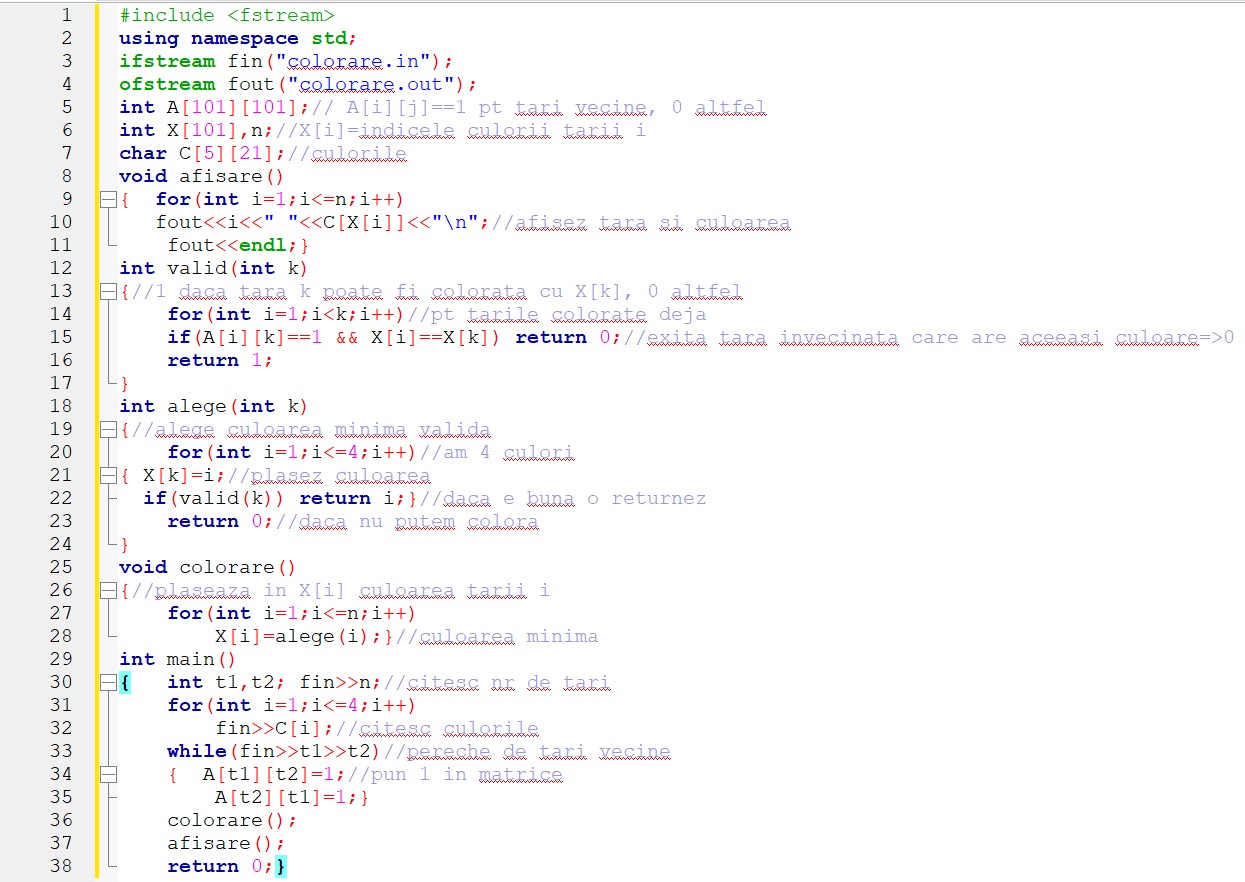 1 #include <fstream>
2 using namespace std;
3 ifstream fin("colorare.in");
4 ofstream fout("colorare.out");
5 int A[101][101];// A[i][j]==1 pt tari vecine, 0 altfel
6 int X[101],n;//X[i]=indicele culorii tarii i
7 char C[5][21];//culorile
8 void afisare()
9 {  for(int i=1;i<=n;i++)
10    fout<<i<<" "<<C[X[i]]<<"\n";//afisez tara si culoarea
11     fout<<endl;}
12 int valid(int k)
13 {//1 daca tara k poate fi colorata cu X[k], 0 altfel
14     for(int i=1;i<k;i++)//pt tarile colorate deja
15     if(A[i][k]==1 && X[i]==X[k]) return 0;//exita tara invecinata care are aceeasi culoare=>0
16     return 1;
17 }
18 int alege(int k)
19 {//alege culoarea minima valida
20     for(int i=1;i<=4;i++)//am 4 culori
21 { X[k]=i;//plasez culoarea
22   if(valid(k)) return i;}//daca e buna o returnez
23     return 0;//daca nu putem colora
24 }
25 void colorare()
26 {//plaseaza in X[i] culoarea tarii i
27     for(int i=1;i<=n;i++)
28         X[i]=alege(i);}//culoarea minima
29 int main()
30 {   int t1,t2; fin>>n;//citesc nr de tari
31     for(int i=1;i<=4;i++)
32         fin>>C[i];//citesc culorile
33     while(fin>>t1>>t2)//pereche de tari vecine
34     {  A[t1][t2]=1;//pun 1 in matrice
35         A[t2][t1]=1;}
36     colorare();
37     afisare();
38     return 0;}